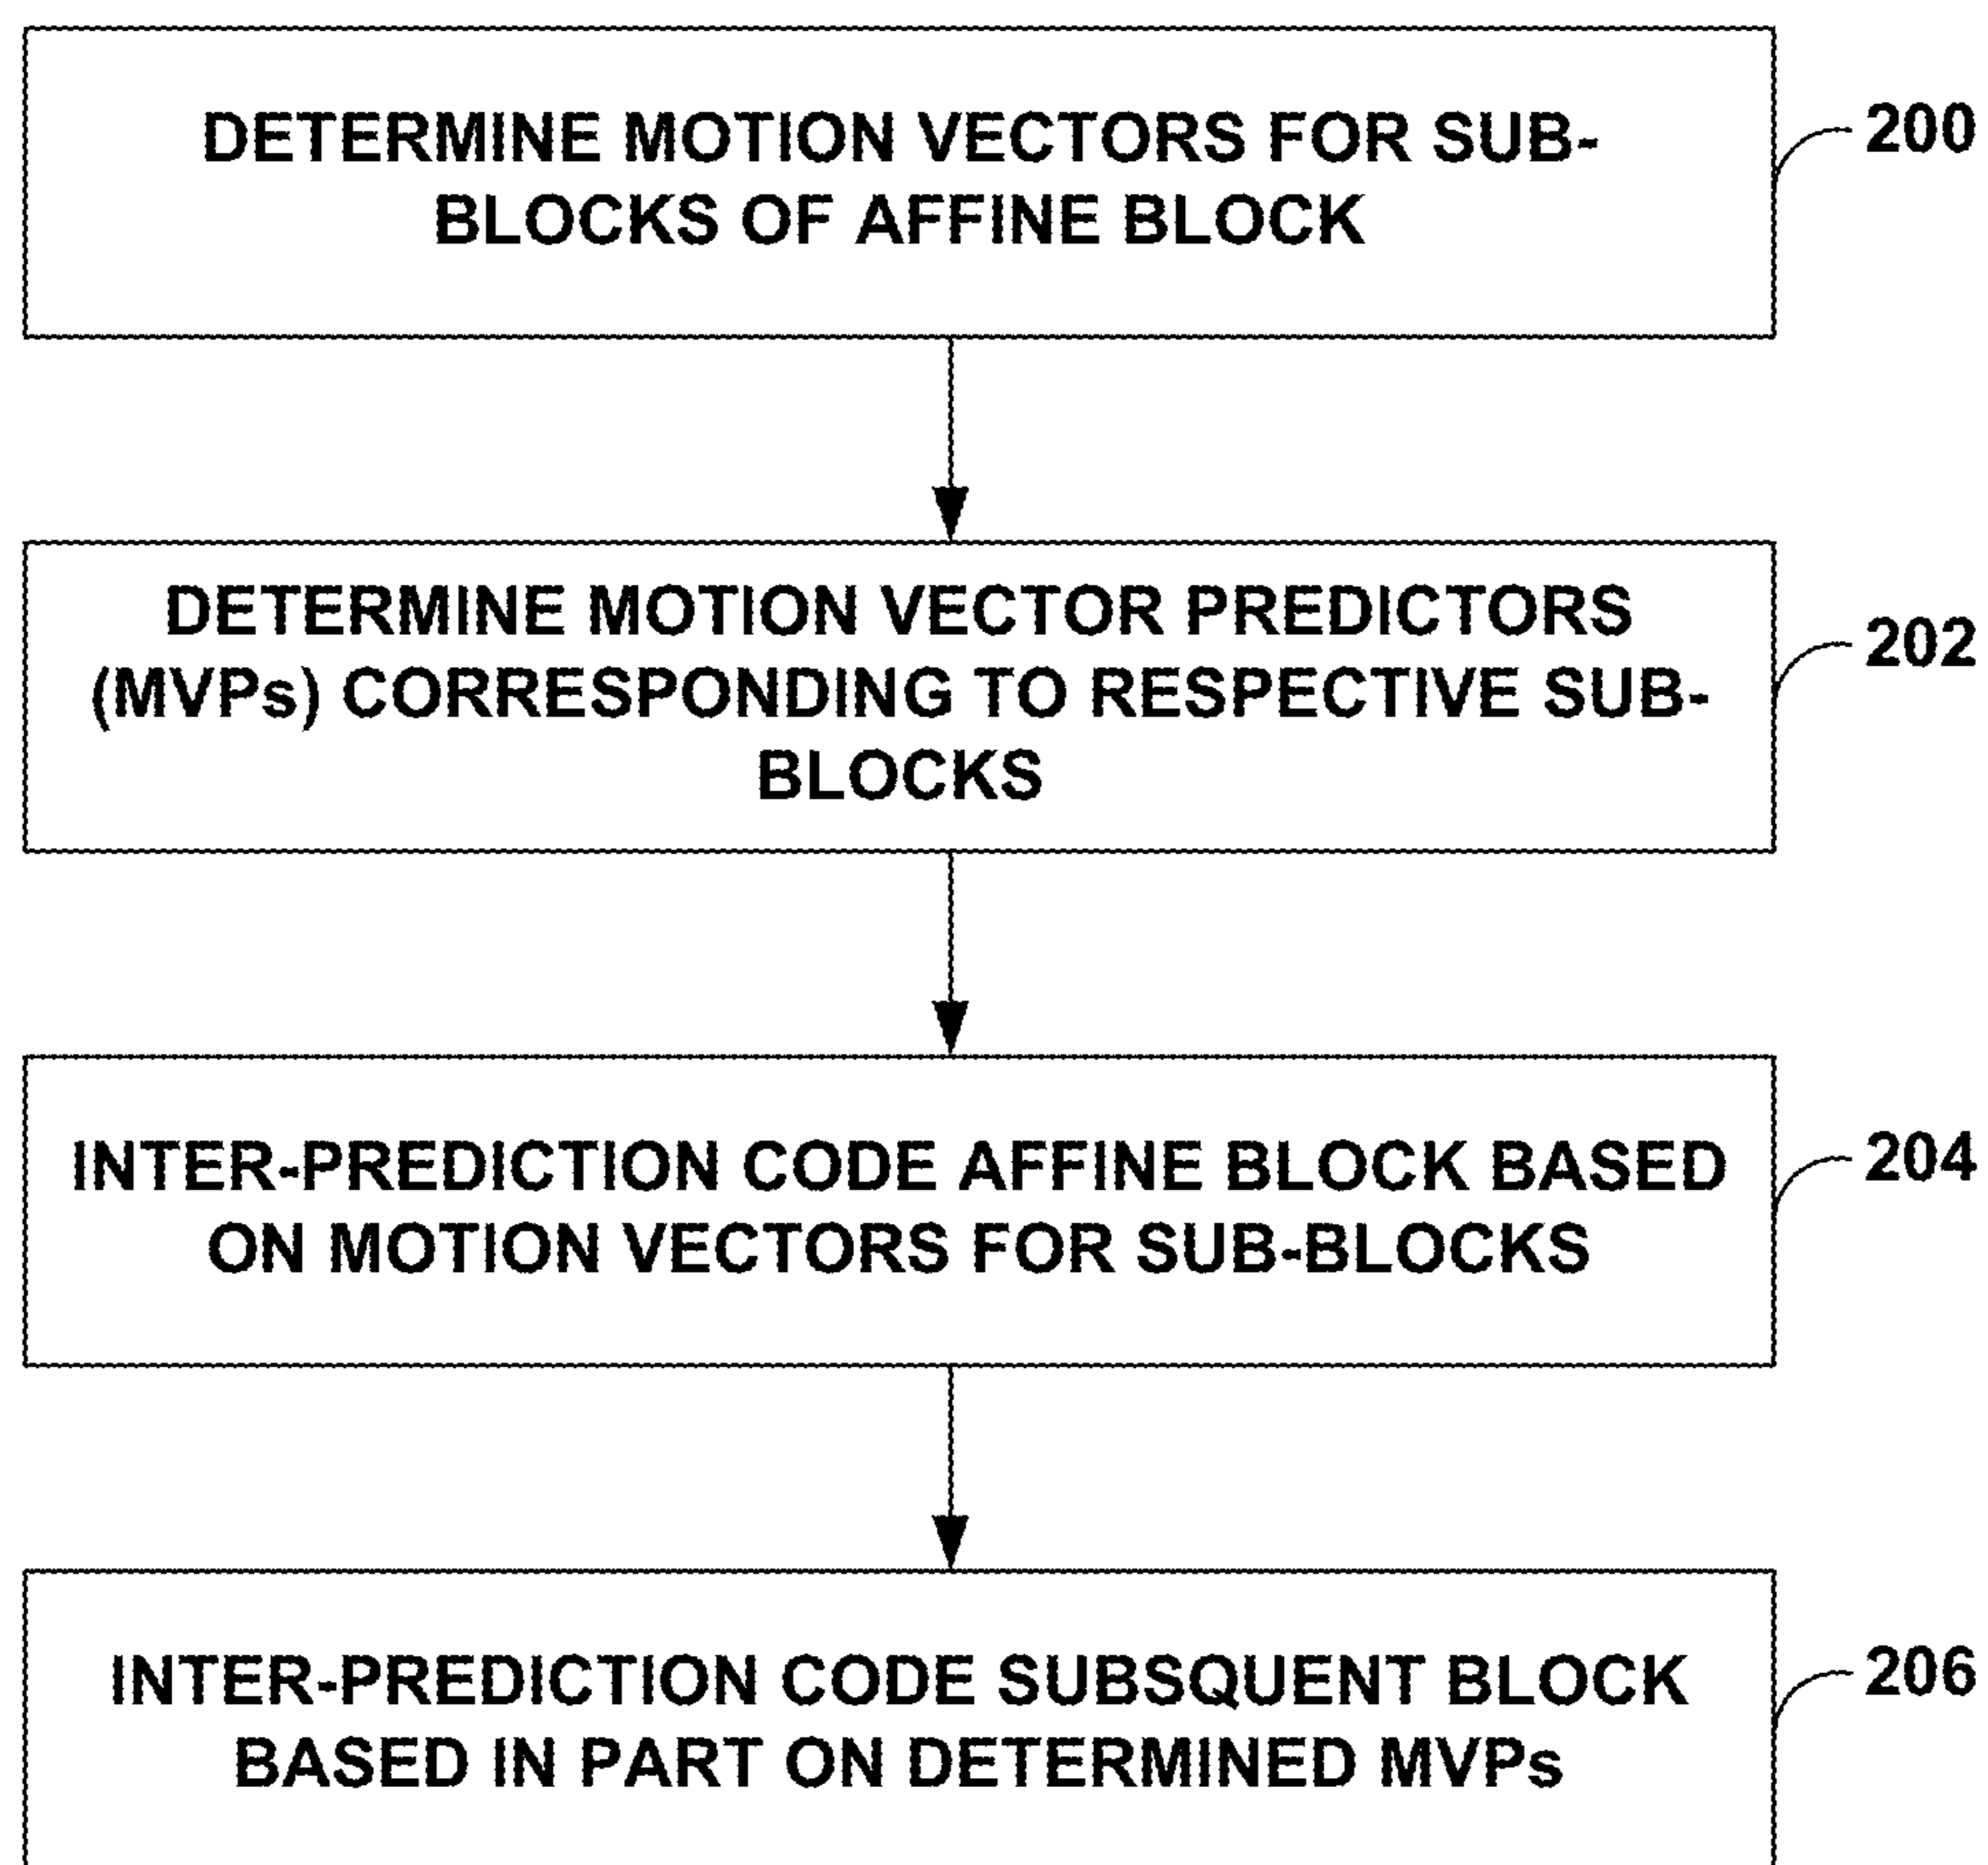 DETERMINE MOTION VECTORS FOR SUB-
BLOCKS OF AFFINE BLOCK
200
DETERMINE MOTION VECTOR PREDICTORS
(MVPs) CORRESPONDING TO RESPECTIVE SUB-
BLOCKS
202
INTER-PREDICTION CODE AFFINE BLOCK BASED
ON MOTION VECTORS FOR SUB-BLOCKS
204
INTER-PREDICTION CODE SUBSQUENT BLOCK
BASED IN PART ON DETERMINED MVPs
206